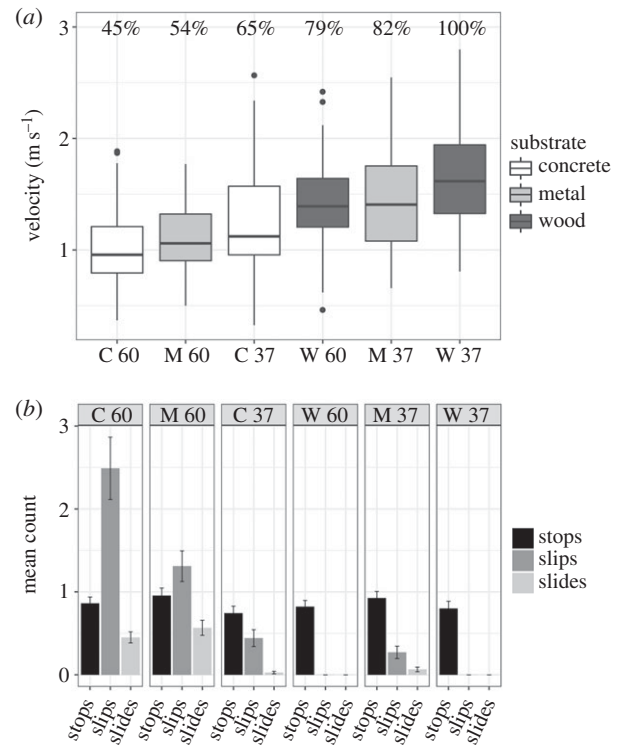 (a)
3
45% 54% 65% 79% 82% 100%
2
1
velocity (m s⁻¹)
substrate
concrete
metal
wood
C 60 M 60 C 37 W 60 M 37 W 37
(b)
C 60 M 60 C 37 W 60 M 37 W 37
3
2
1
0
mean count
stops
slips
slides
stops slips slides stops slips slides stops slips slides stops slips slides stops slips slides stops slips slides